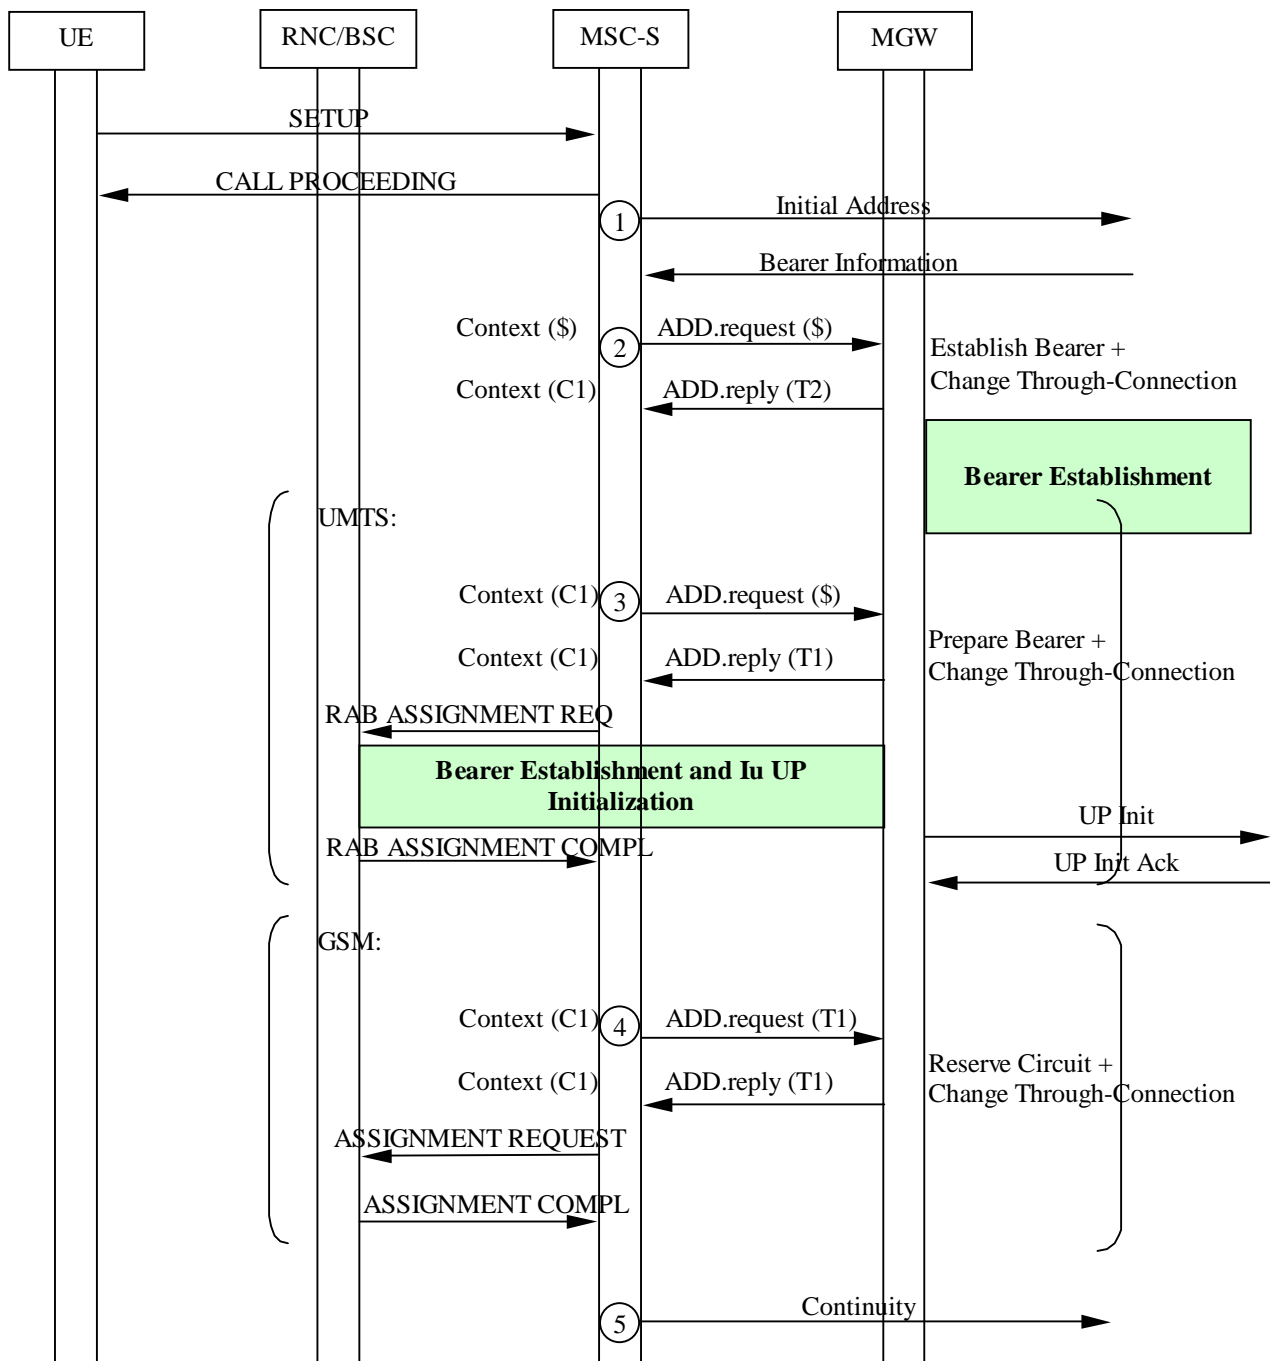 UE
RNC/BSC
MSC-S
MGW
SETUP
CALL PROCEEDING
1
Initial Address
Bearer Information
Context ($)
2
ADD.request ($)
Establish Bearer +
Change Through-Connection
Context (C1)
ADD.reply (T2)
Bearer Establishment
UMTS:
Context (C1)
3
ADD.request ($)
Prepare Bearer +
Change Through-Connection
Context (C1)
ADD.reply (T1)
RAB ASSIGNMENT REQ
Bearer Establishment and Iu UP
Initialization
UP Init
RAB ASSIGNMENT COMPL
UP Init Ack
GSM:
Context (C1)
4
ADD.request (T1)
Reserve Circuit +
Change Through-Connection
Context (C1)
ADD.reply (T1)
ASSIGNMENT REQUEST
ASSIGNMENT COMPL
5
Continuity